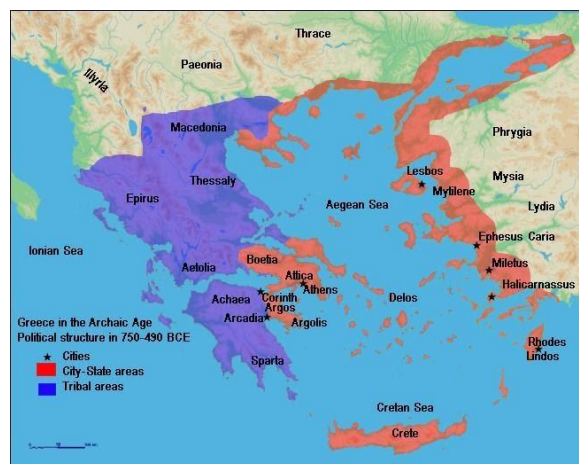 Thrace
Paeonia
Illyria
Macedonia
Phrygia
Thessaly
Lesbos
Mysia
Mytilene
Epirus
Aegean Sea
Lydia
Ephesus Caria
Ionian Sea
Boetia
Aetolia
Miletus
Attica
Athens
Halicarnassus
Achaea
Corinth
Delos
Argos
Arcadia
Argolis
Greece in the Archaic Age
Political structure in 750-490 BCE
Cities
City-State areas
Tribal areas
Sparta
Rhodes
Lindos
Cretan Sea
Crete